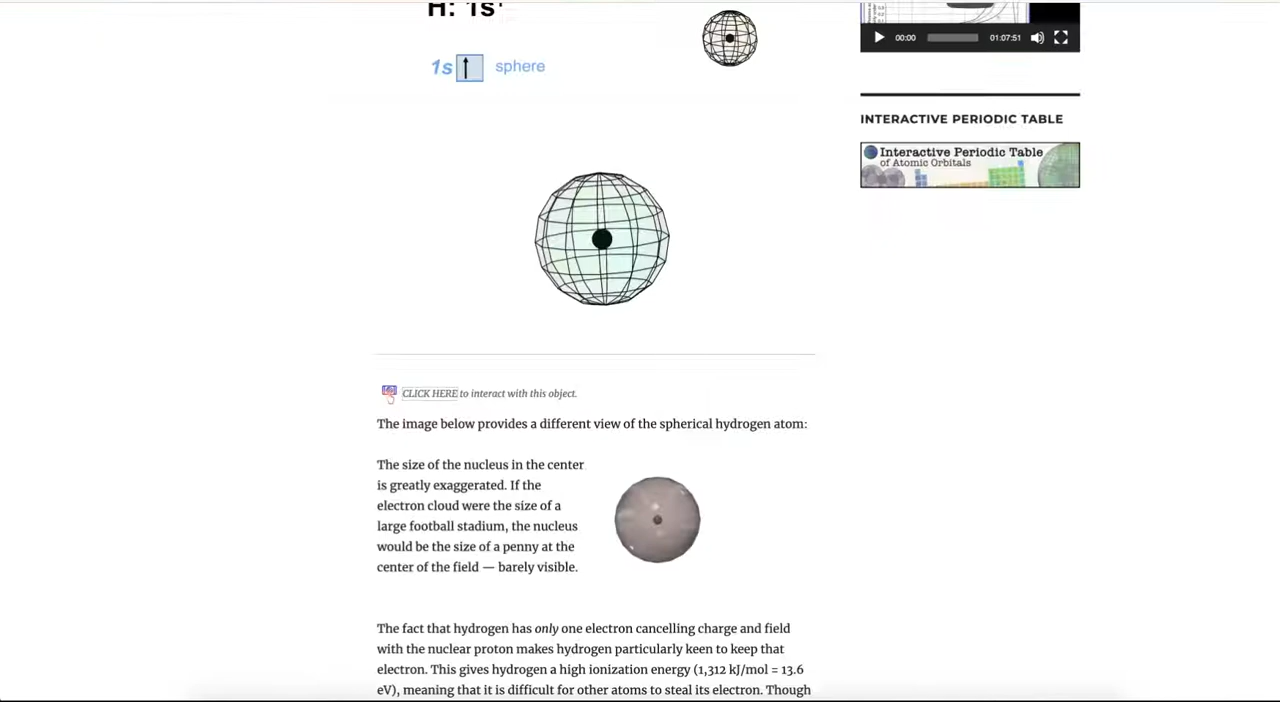 H: 1s¹
1s sphere
00:00 01:07:51
INTERACTIVE PERIODIC TABLE
Interactive Periodic Table
of Atomic Orbitals
CLICK HERE to interact with this object.
The image below provides a different view of the spherical hydrogen atom:
The size of the nucleus in the center
is greatly exaggerated. If the
electron cloud were the size of a
large football stadium, the nucleus
would be the size of a penny at the
center of the field — barely visible.
The fact that hydrogen has only one electron cancelling charge and field
with the nuclear proton makes hydrogen particularly keen to keep that
electron. This gives hydrogen a high ionization energy (1,312 kJ/mol = 13.6
eV), meaning that it is difficult for other atoms to steal its electron. Though